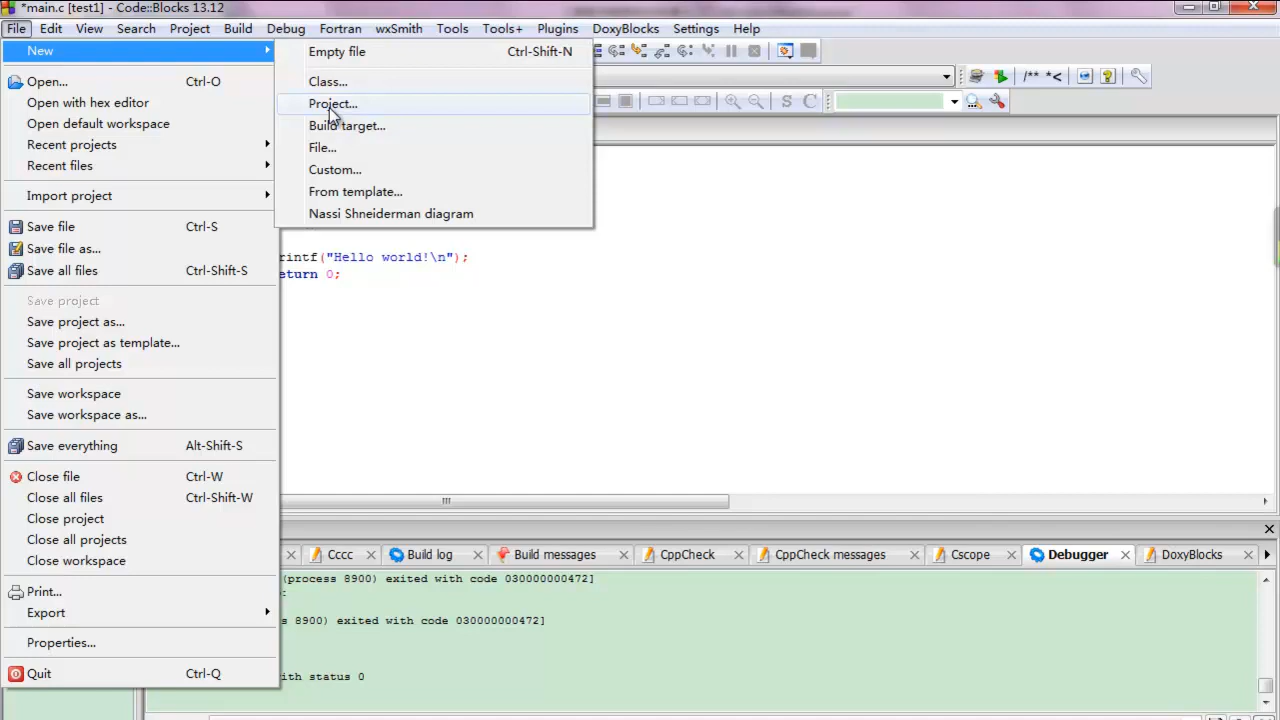 *main.c [test1] - Code::Blocks 13.12
File Edit View Search Project Build Debug Fortran wxSmith Tools Tools+ Plugins DoxyBlocks Settings Help
New
Open... Ctrl-O
Open with hex editor
Open default workspace
Recent projects
Recent files
Import project
Save file Ctrl-S
Save file as...
Save all files Ctrl-Shift-S
Save project
Save project as...
Save project as template...
Save all projects
Save workspace
Save workspace as...
Save everything Alt-Shift-S
Close file Ctrl-W
Close all files Ctrl-Shift-W
Close project
Close all projects
Close workspace
Print...
Export
Properties...
Quit Ctrl-Q
Empty file Ctrl-Shift-N
Class...
Project...
Build target...
File...
Custom...
From template...
Nassi Shneiderman diagram
/** *<
S C
rintf("Hello world!\n");
eturn 0;
Cccc Build log Build messages CppCheck CppCheck messages Cscope Debugger DoxyBlocks
(process 8900) exited with code 030000000472]
:
s 8900) exited with code 030000000472]
ith status 0